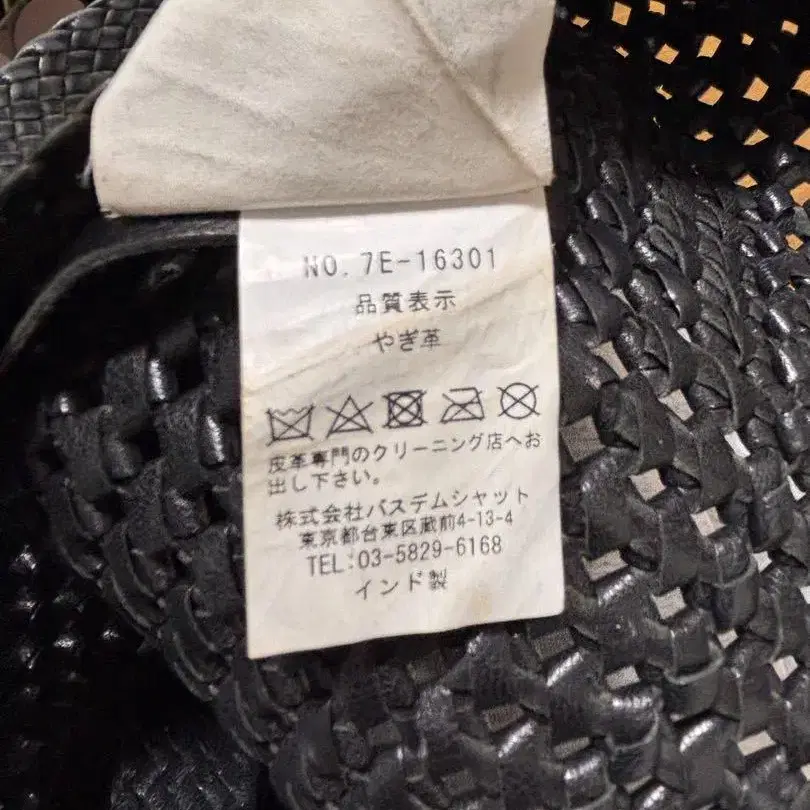 NO. 7E-16301
品質表示
やぎ革
皮革専門のクリーニング店へお
出し下さい。
株式会社バスデムシャット
東京都台東区蔵前4-13-4
TEL:03-5829-6168
インド製